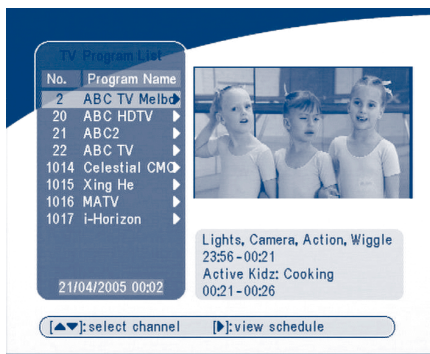 TV Program List
No. Program Name
2 ABC TV Melbo
20 ABC HDTV
21 ABC2
22 ABC TV
1014 Celestial CMC
1015 Xing He
1016 MATV
1017 i-Horizon
21/04/2005 00:02
Lights, Camera, Action, Wiggle
23:56-00:21
Active Kidz: Cooking
00:21-00:26
[▲▼]:select channel [▶]:view schedule